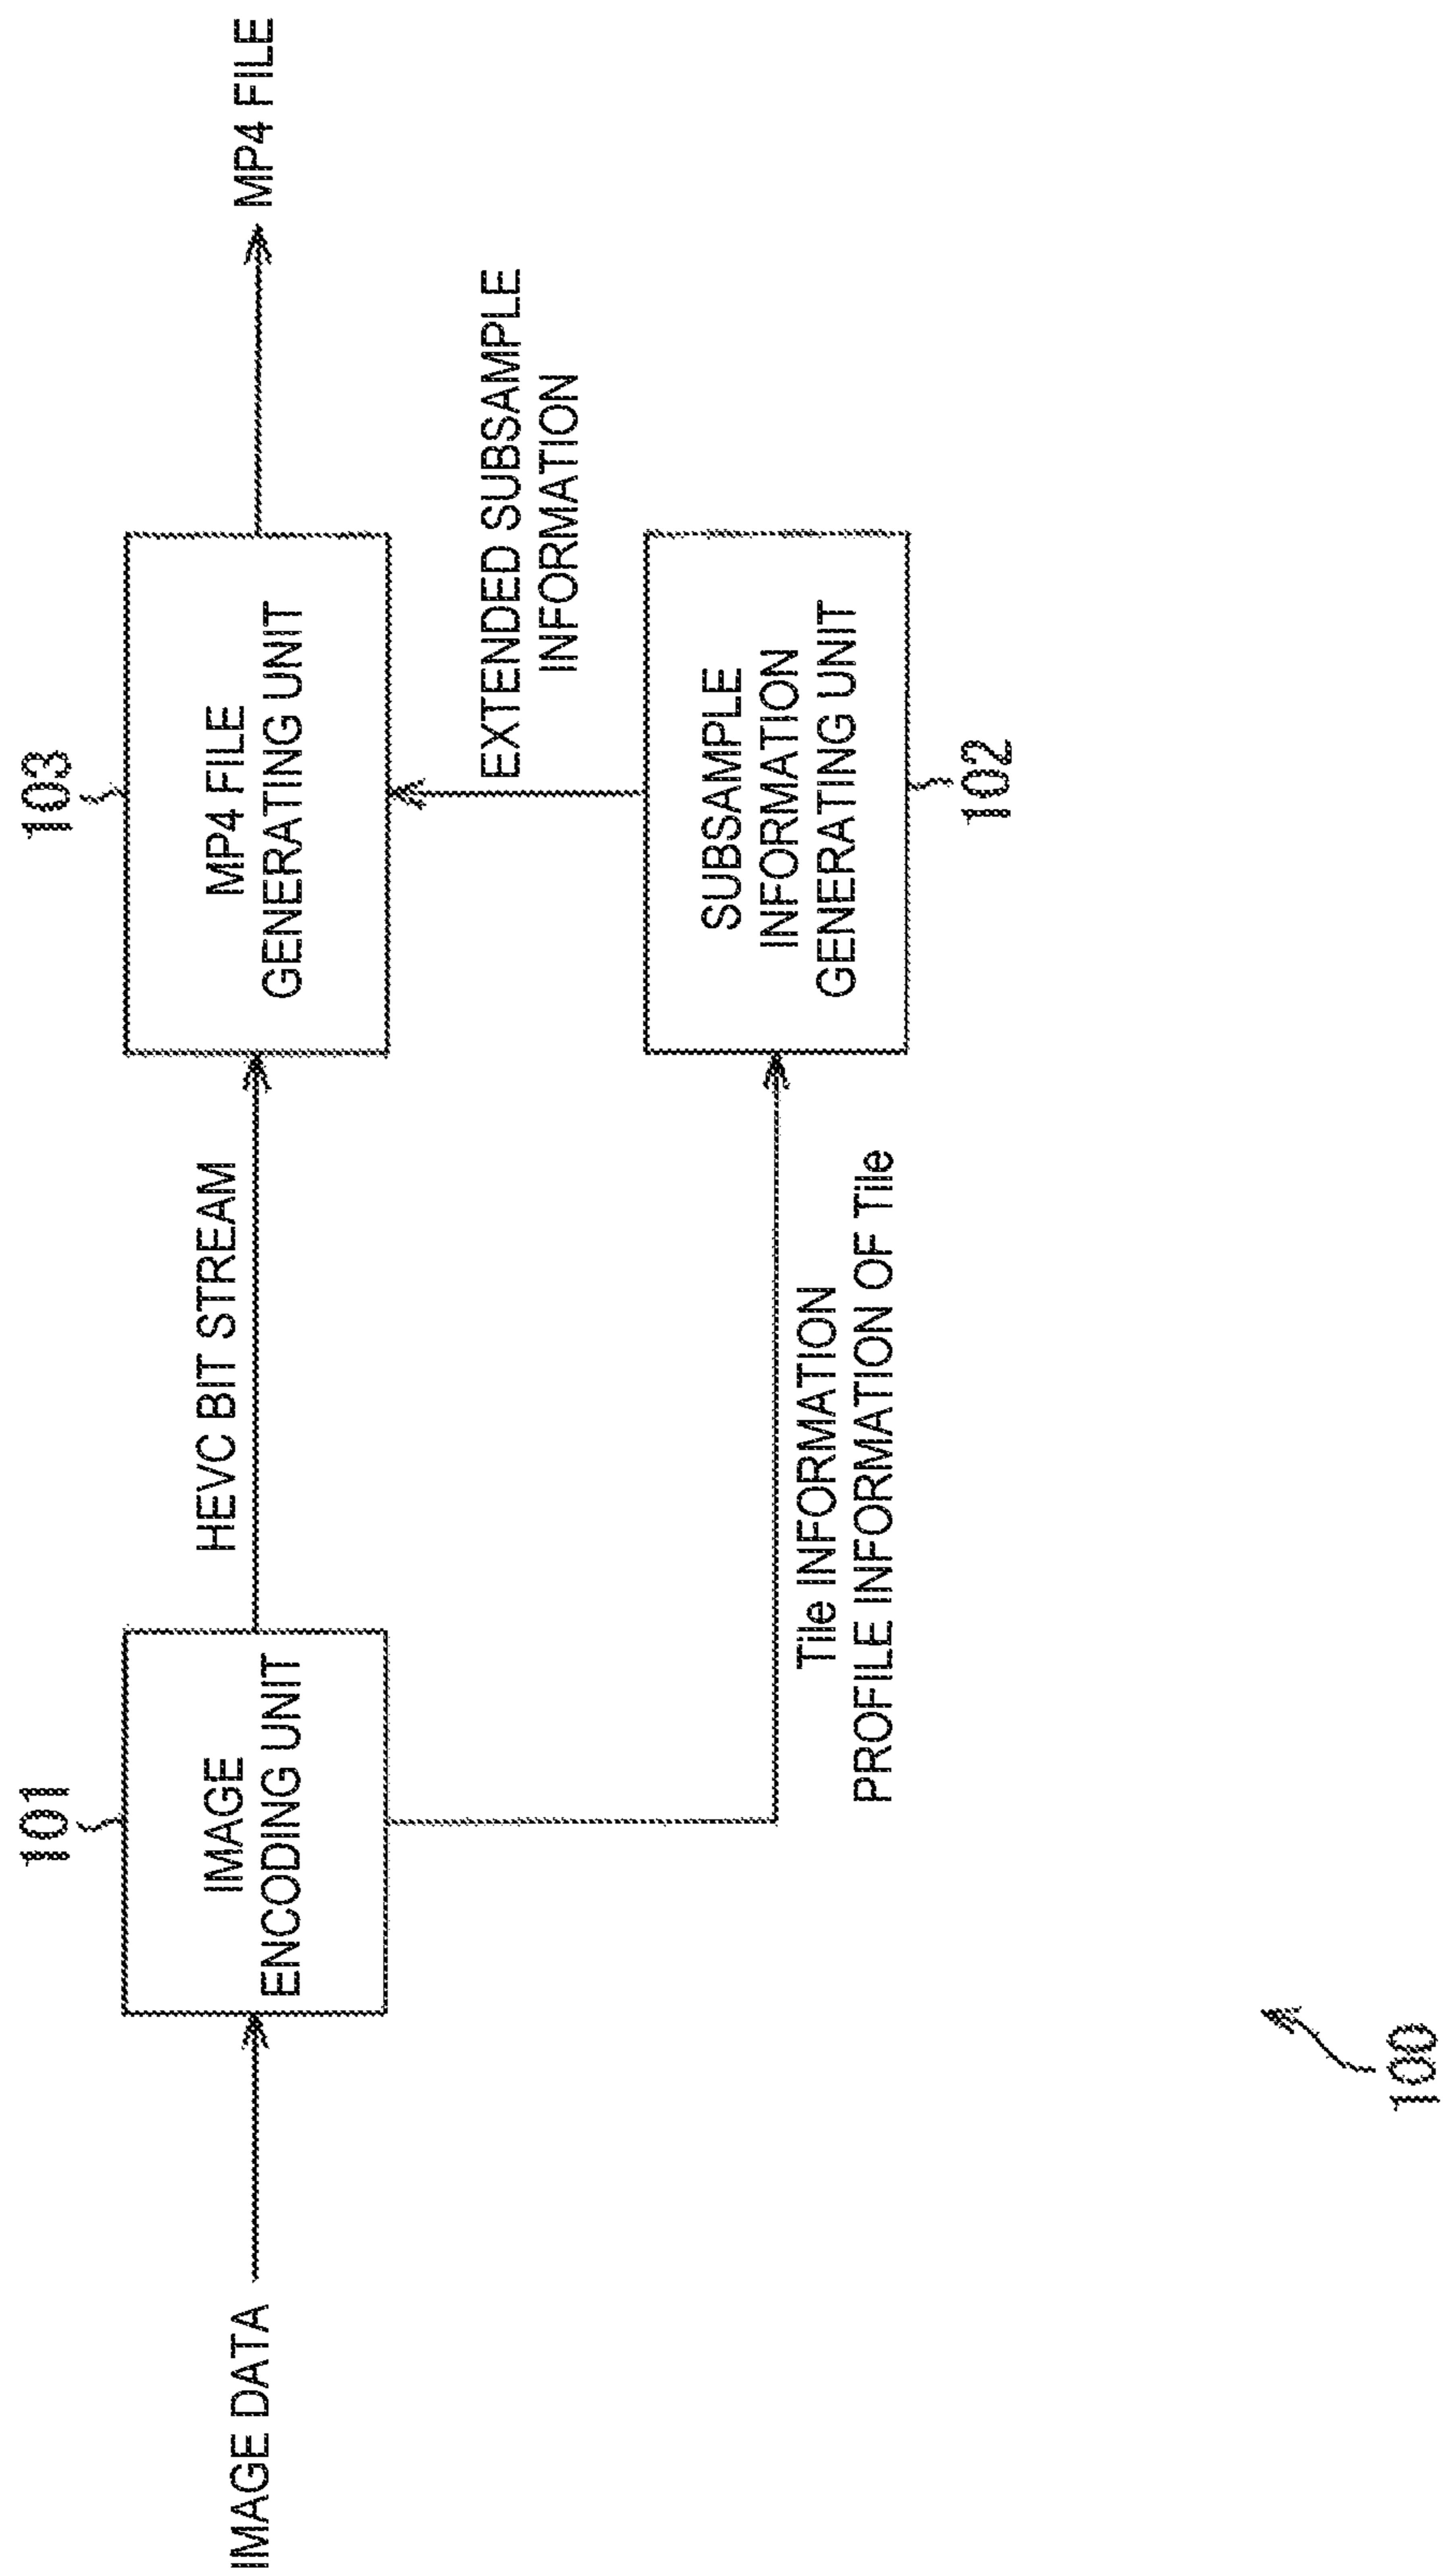 101
103
IMAGE DATA
IMAGE
ENCODING UNIT
HEVC BIT STREAM
MP4 FILE
GENERATING UNIT
MP4 FILE
EXTENDED SUBSAMPLE
INFORMATION
Tile INFORMATION
PROFILE INFORMATION OF Tile
SUBSAMPLE
INFORMATION
GENERATING UNIT
102
100